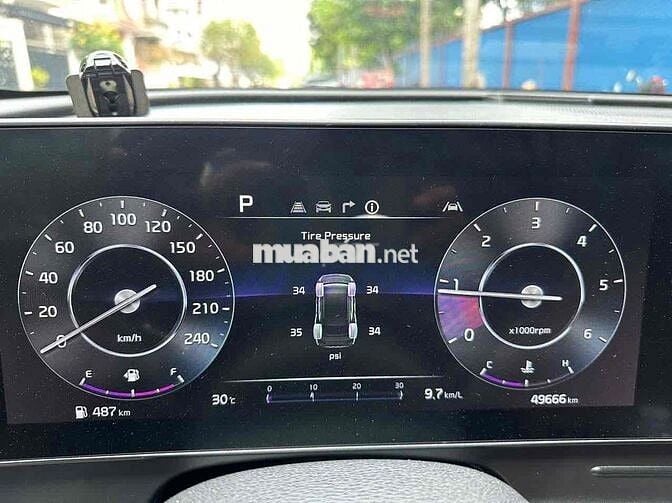 P
Tire Pressure
muaban.net
34 34
35 34
psi
0 20 40 60 80 100 120 150 180 210 240
km/h
0 1 2 3 4 5 6
x1000rpm
E F
C H
487 km
30°C
0 10 20 30
9.7 km/L
49666 km